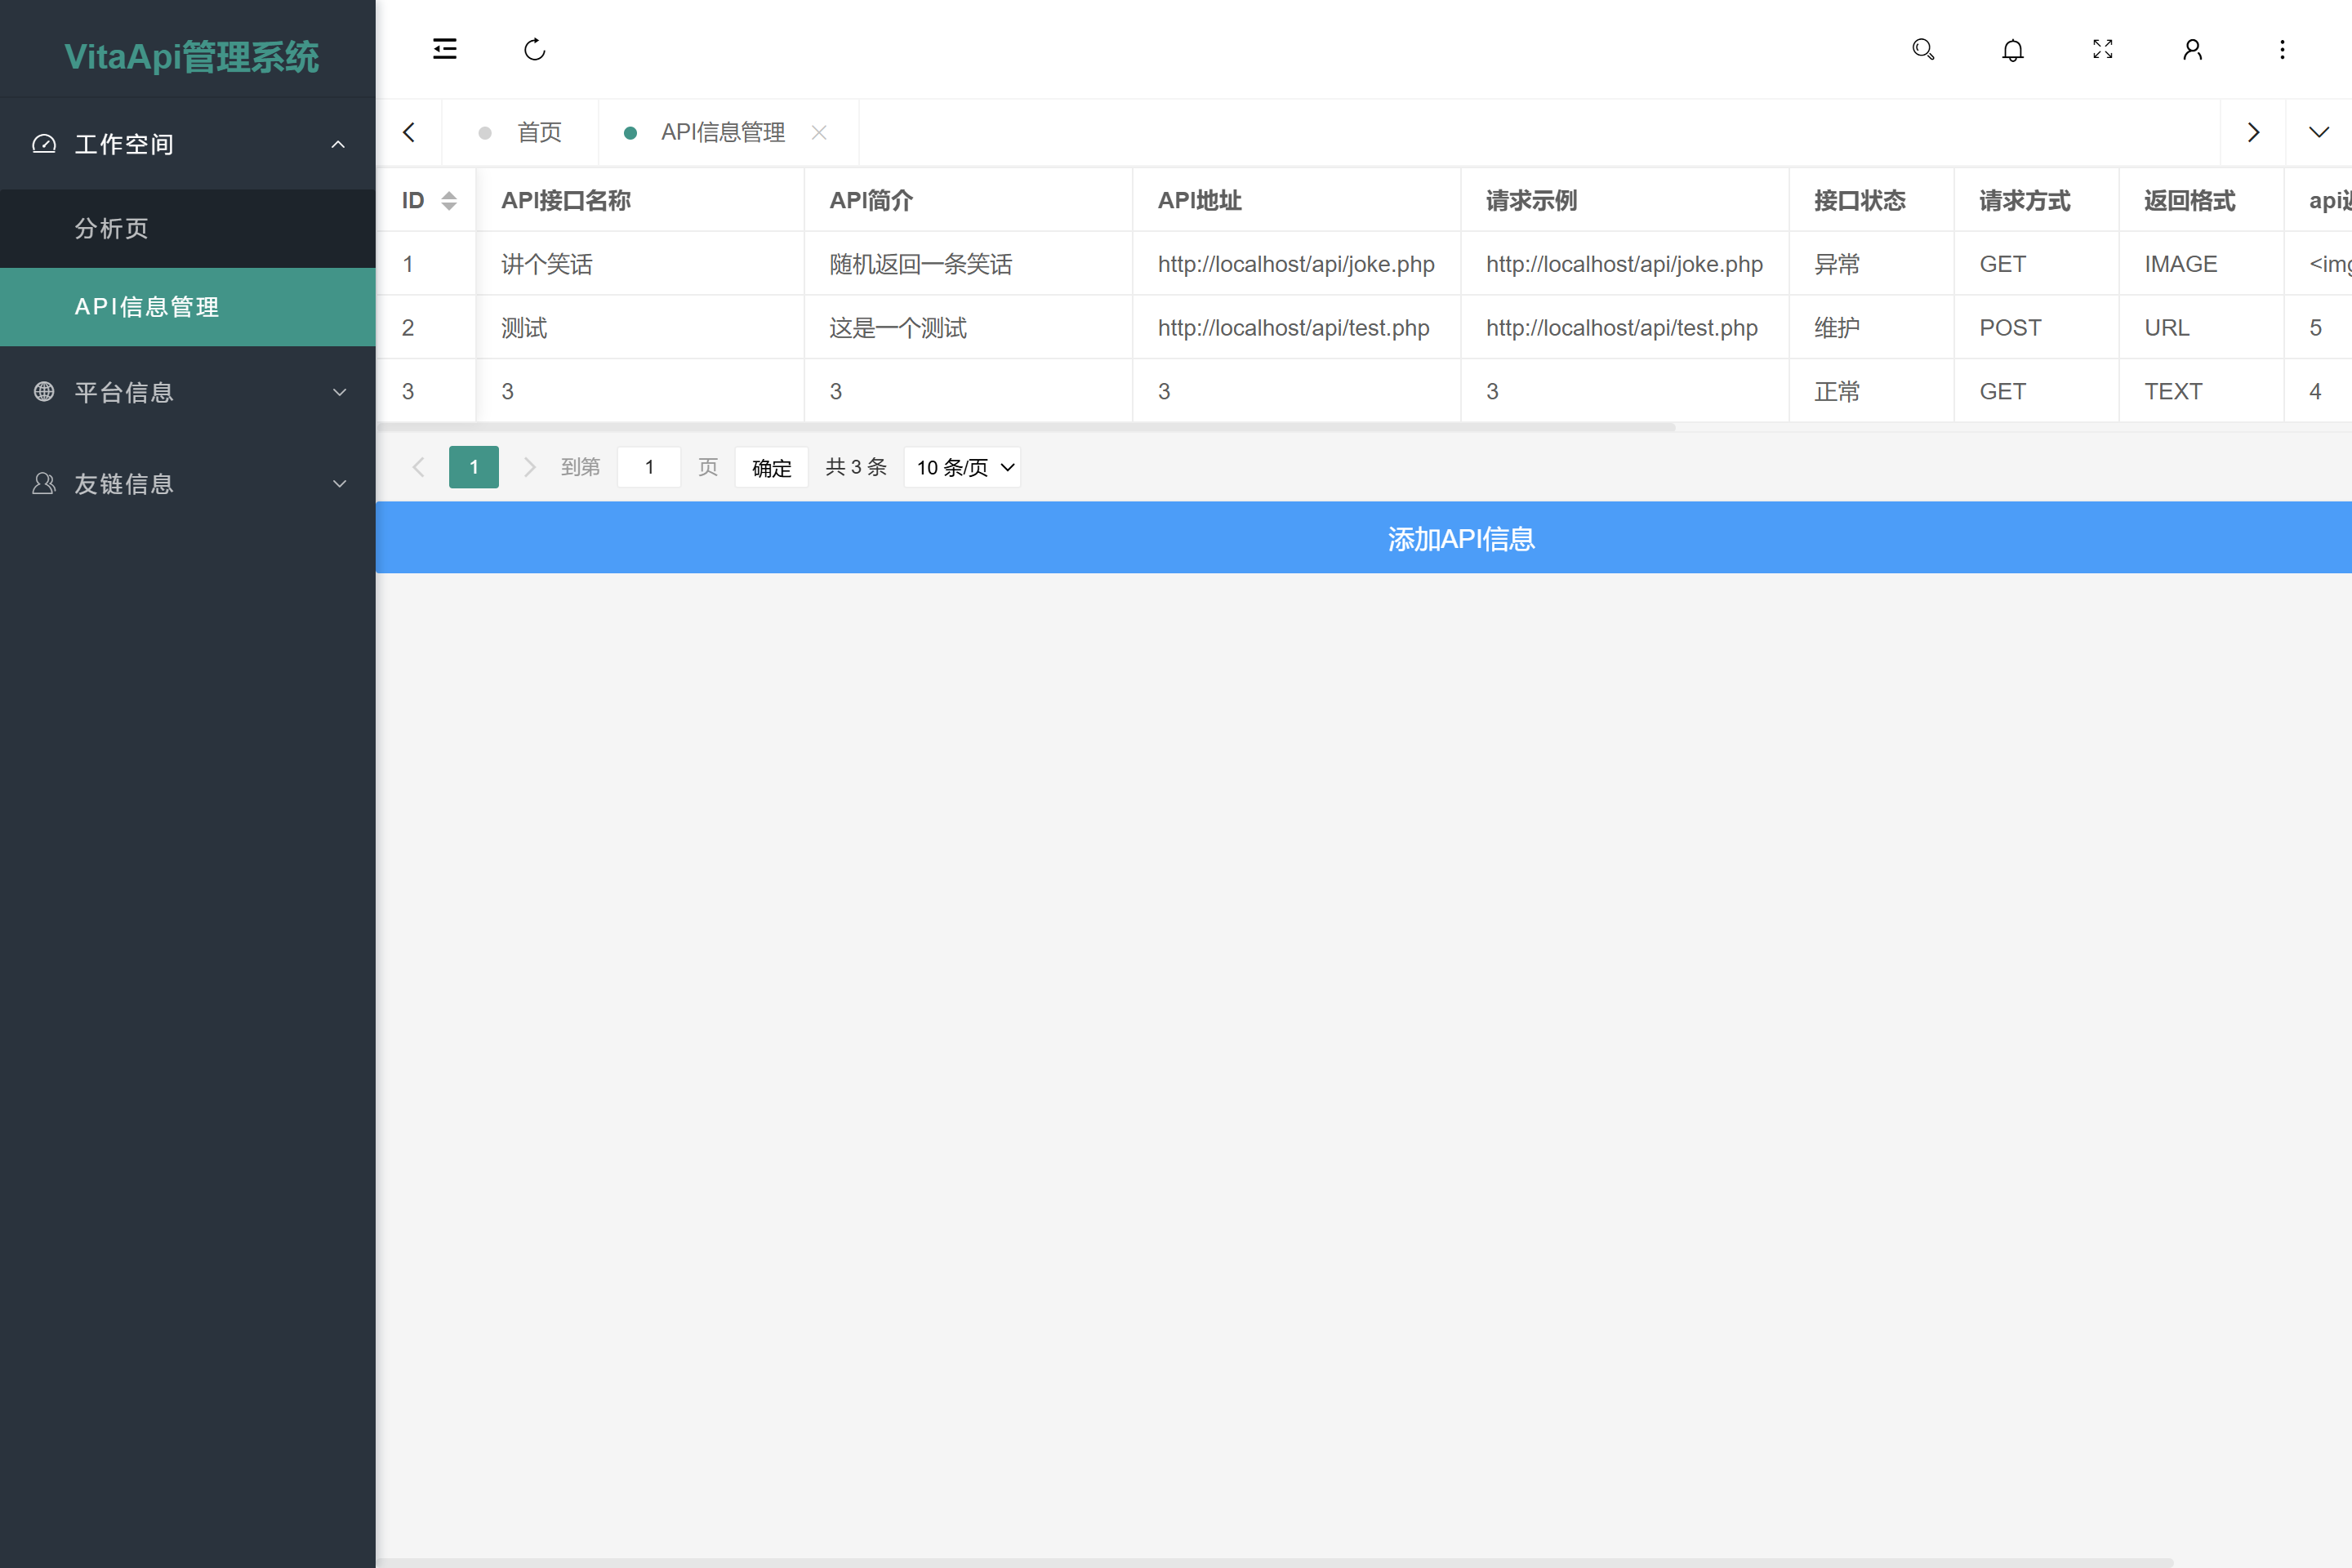 VitaApi管理系统
工作空间
分析页
API信息管理
平台信息
友链信息
首页 API信息管理
ID API接口名称 API简介 API地址 请求示例 接口状态 请求方式 返回格式
1 讲个笑话 随机返回一条笑话 http://localhost/api/joke.php http://localhost/api/joke.php 异常 GET IMAGE <img
2 测试 这是一个测试 http://localhost/api/test.php http://localhost/api/test.php 维护 POST URL 5
3 3 3 3 3 正常 GET TEXT 4
1 到第 1 页 确定 共 3 条 10 条/页
添加API信息